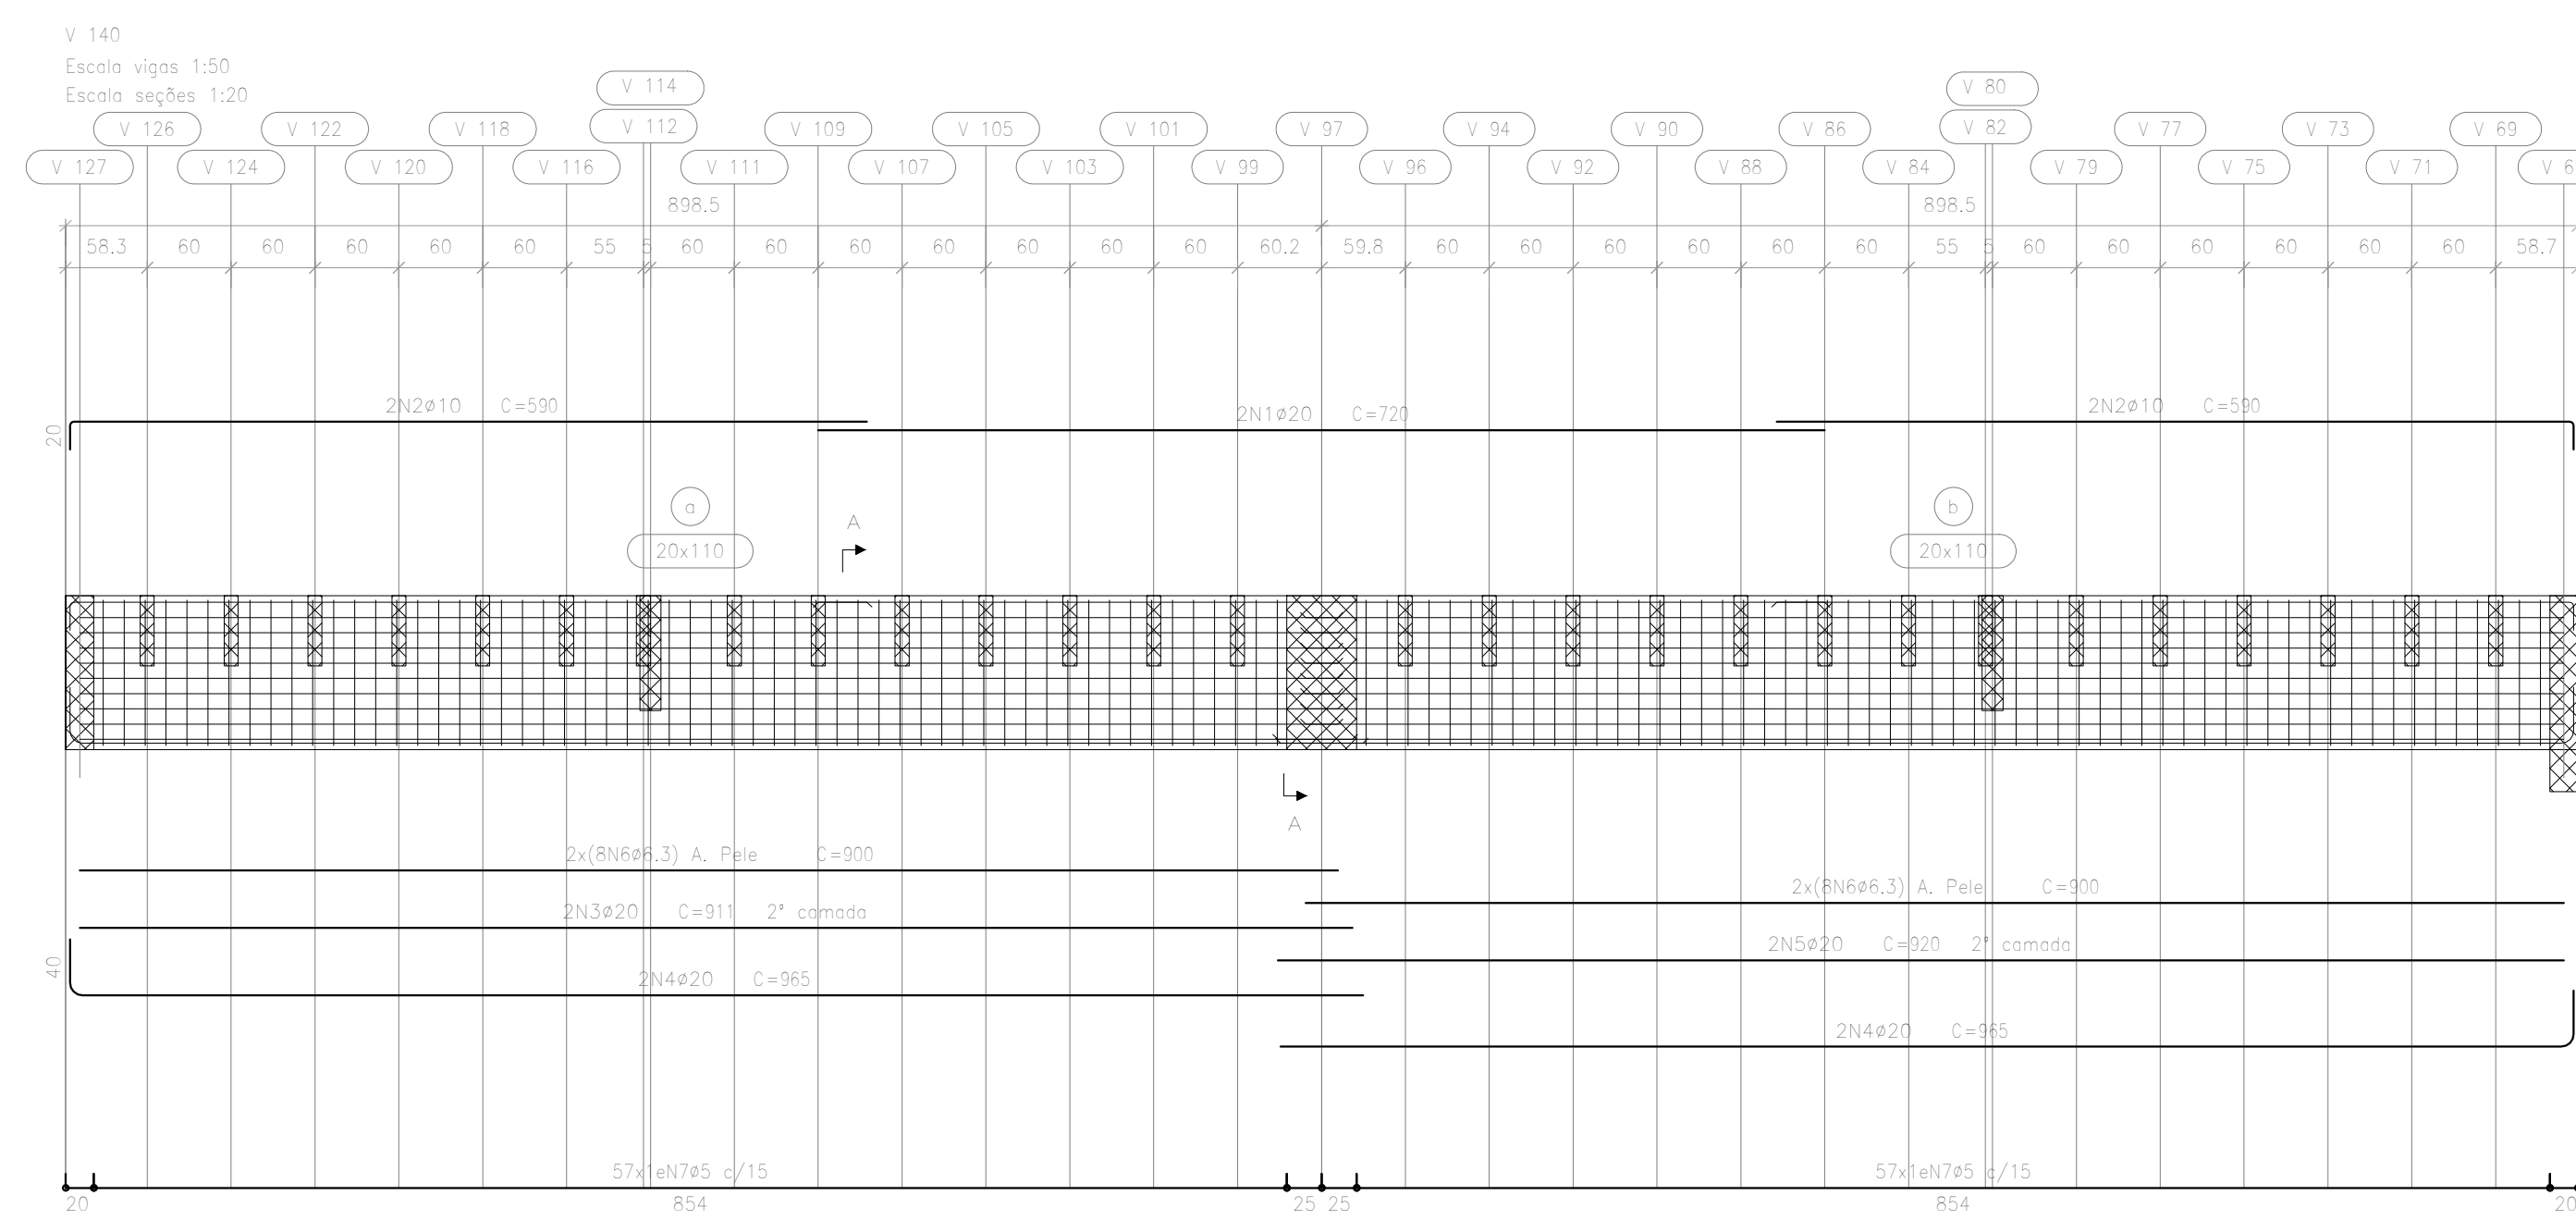 V 140
Escala vigas 1:50
Escala seções 1:20
V 114 V 80
V 112 V 82
V 126 V 122 V 118 V 109 V 105 V 101 V 97 V 94 V 90 V 86 V 77 V 73 V 69
V 127 V 124 V 120 V 116 V 111 V 107 V 103 V 99 V 96 V 92 V 88 V 84 V 79 V 75 V 71
898.5 898.5
58.3 60 60 60 60 60 55 5 60 60 60 60 60 60 60 60.2 59.8 60 60 60 60 60 60 55 5 60 60 60 60 60 60 58.7
2N2ø10 C=590 2N1ø20 C=720 2N2ø10 C=590
20
a b
A
20x110 20x110
A
2x(8N6ø6.3) A. Pele C=900
2x(8N6ø6.3) A. Pele C=900
2N3ø20 C=911 2ª camada
2N5ø20 C=920 2ª camada
40
2N4ø20 C=965
2N4ø20 C=965
57x1eN7ø5 c/15 57x1eN7ø5 c/15
20 854 25 25 854 20